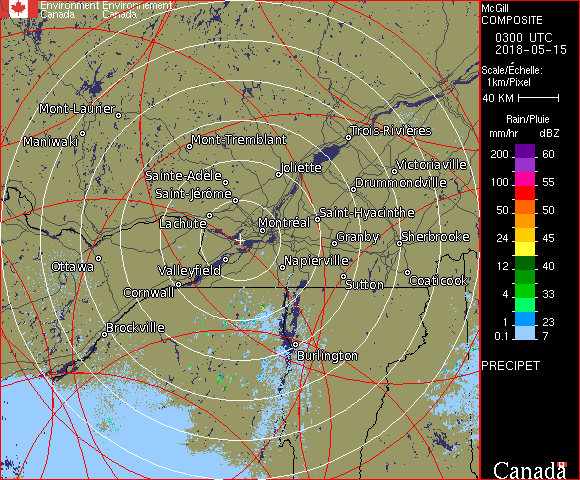 Environment Environnement
Canada Canada
McGill
COMPOSITE
0300 UTC
2018-05-15
Scale/Échelle:
1km/Pixel
40 KM
Rain/Pluie
mm/hr dBZ
200 60
155
100 55
50 50
24 45
12 40
4 33
1 23
0.1 7
PRECIPET
Mont-Laurier
Maniwaki
Mont-Tremblant
Trois-Rivières
Joliette
Victoriaville
Sainte-Adèle
Drummondville
Saint-Jérôme
Saint-Hyacinthe
Lachute
Montréal
Granby
Sherbrooke
Ottawa
Valleyfield
Napierville
Cornwall
Sutton
Coaticook
Brockville
Burlington
Canada